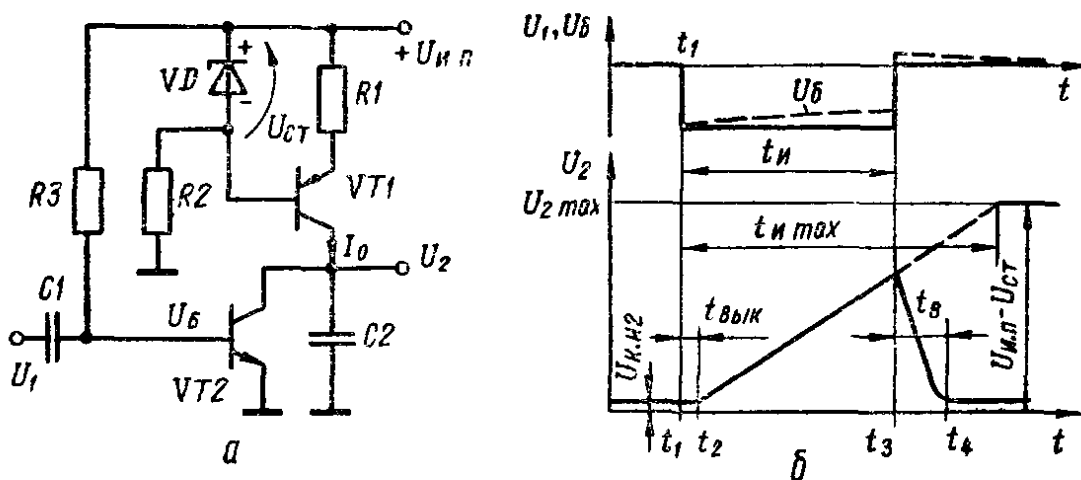 +
+ Uи.п
VD
-
Uст
R1
R3
R2
VT1
I₀
U₂
C1
Uб
C2
U₁
VT2
а
U₁, Uб
t₁
t
Uб
tи
U₂
U₂ max
tи max
Uк.н2
tвык
tв
Uи.п-Uст
t₁
t₂
t₃
t₄
t
б